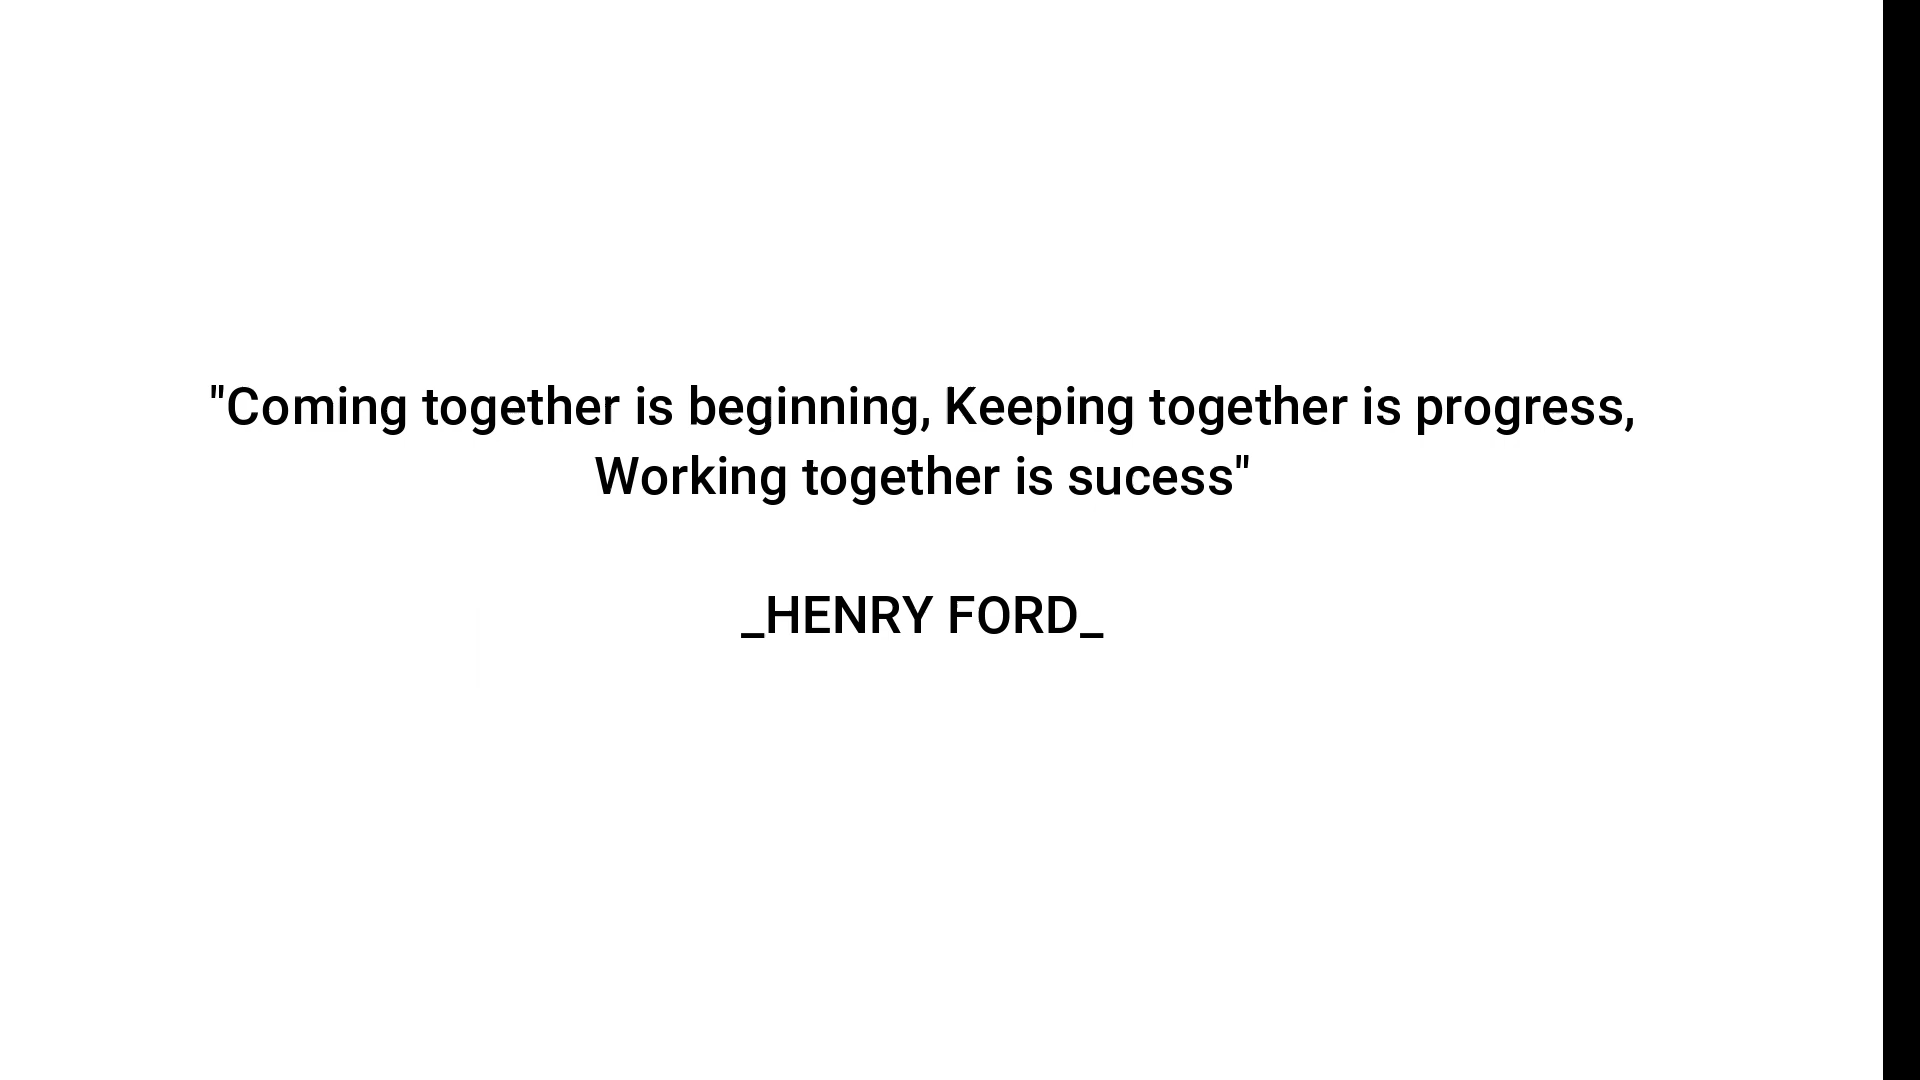 "Coming together is beginning, Keeping together is progress,
Working together is sucess"
_HENRY FORD_